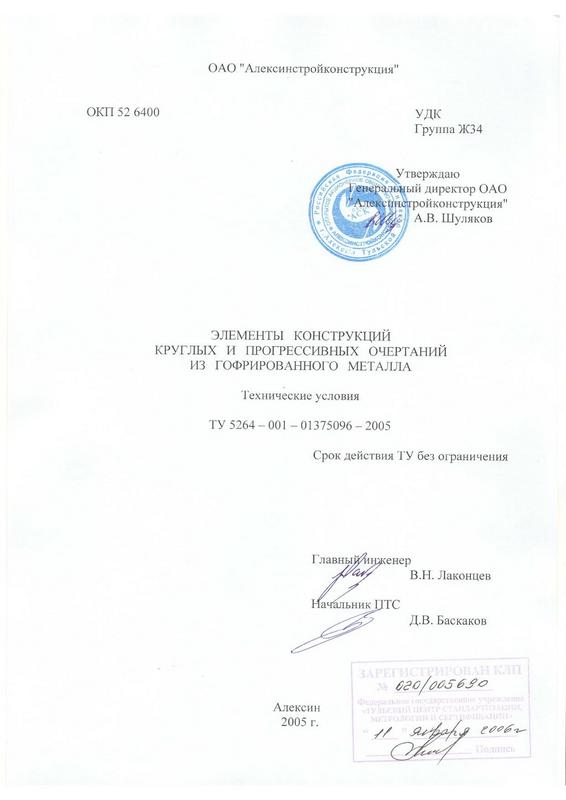 ОАО "Алексинстройконструкция"
ОКП 52 6400
УДК
Группа Ж34
Утверждаю
Генеральный директор ОАО
"Алексинстройконструкция"
А.В. Шуляков
Российская Федерация
г. Алексин Тульской
АСК
ЭЛЕМЕНТЫ КОНСТРУКЦИЙ
КРУГЛЫХ И ПРОГРЕССИВНЫХ ОЧЕРТАНИЙ
ИЗ ГОФРИРОВАННОГО МЕТАЛЛА
Технические условия
ТУ 5264 – 001 – 01375096 – 2005
Срок действия ТУ без ограничения
Главный инженер
В.Н. Лаконцев
Начальник ПТС
Д.В. Баскаков
ЗАРЕГИСТРИРОВАН КЛП
№ 020/005690
Федеральное государственное учреждение
«ТУЛЬСКИЙ ЦЕНТР СТАНДАРТИЗАЦИИ,
МЕТРОЛОГИИ И СЕРТИФИКАЦИИ»
" 11 " января 2006г
Подпись
Алексин
2005 г.